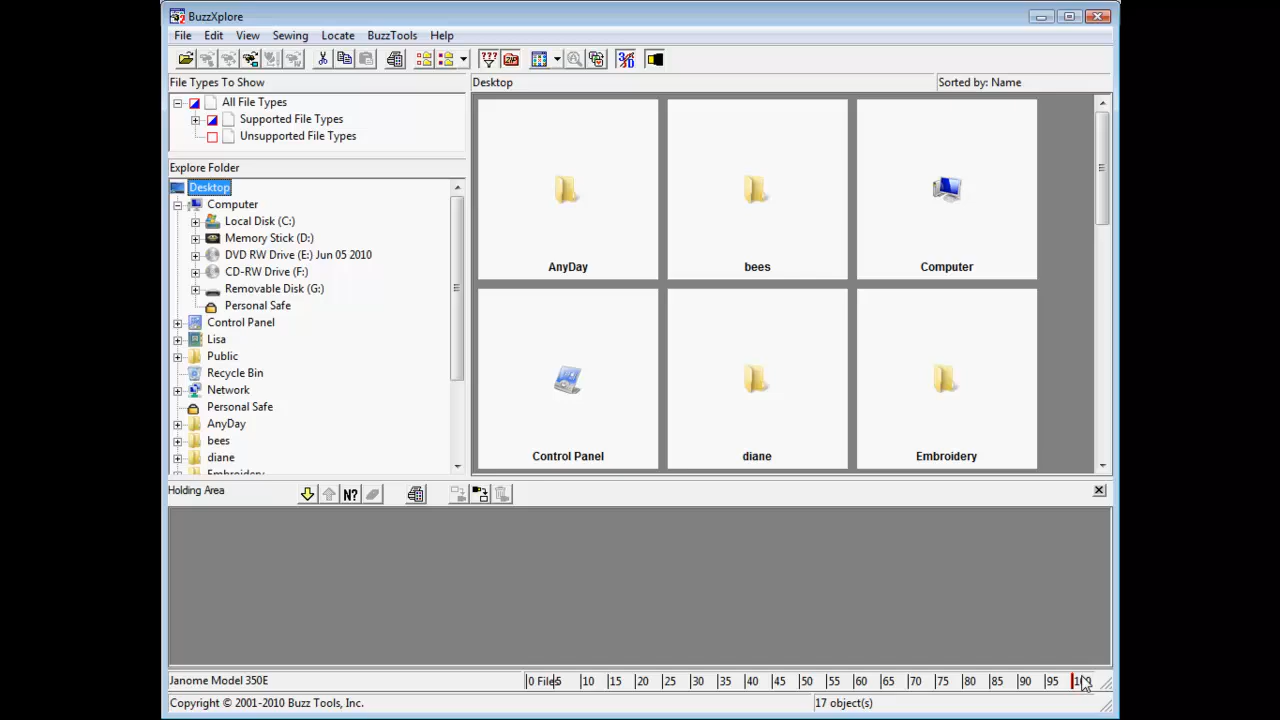 BuzzXplore
File Edit View Sewing Locate BuzzTools Help
File Types To Show
All File Types
Supported File Types
Unsupported File Types
Explore Folder
Desktop
Computer
Local Disk (C:)
Memory Stick (D:)
DVD RW Drive (E:) Jun 05 2010
CD-RW Drive (F:)
Removable Disk (G:)
Personal Safe
Control Panel
Lisa
Public
Recycle Bin
Network
Personal Safe
AnyDay
bees
diane
Embroidery
Desktop Sorted by: Name
AnyDay bees Computer
Control Panel diane Embroidery
Holding Area N?
Janome Model 350E 0 Files 5 10 15 20 25 30 35 40 45 50 55 60 65 70 75 80 85 90 95 100
Copyright © 2001-2010 Buzz Tools, Inc. 17 object(s)